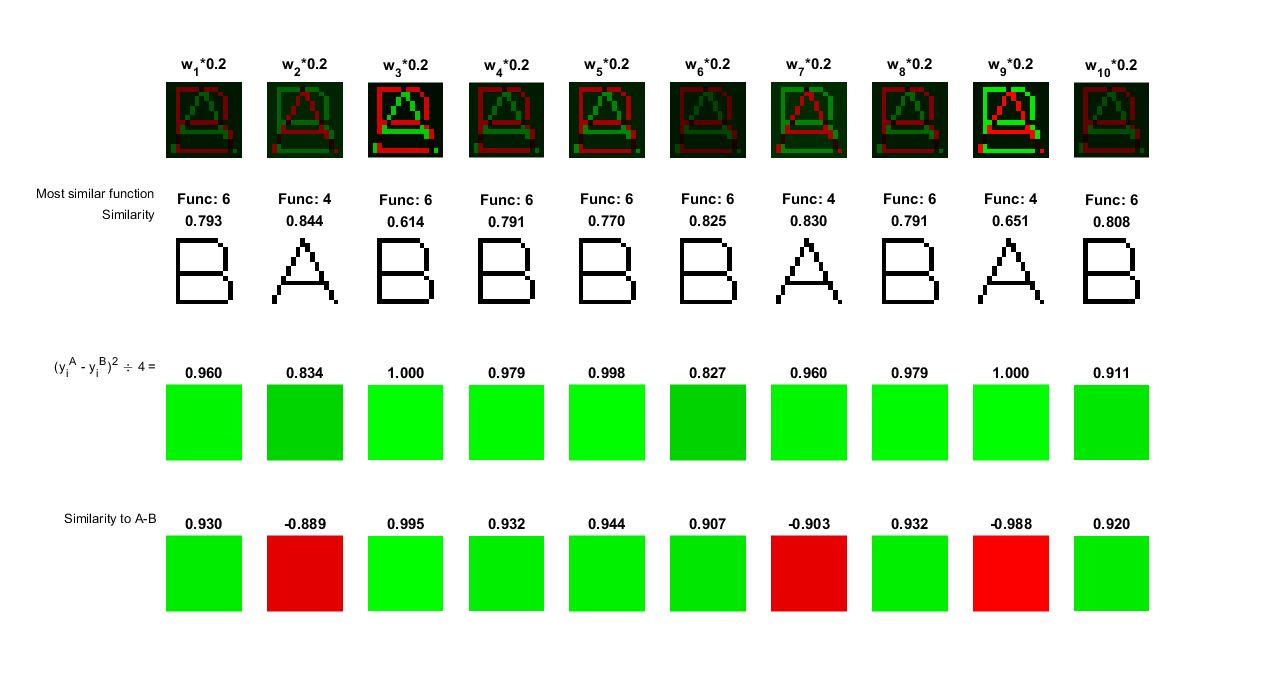 w1*0.2 w2*0.2 w3*0.2 w4*0.2 w5*0.2 w6*0.2 w7*0.2 w8*0.2 w9*0.2 w10*0.2
Most similar function Func: 6 Func: 4 Func: 6 Func: 6 Func: 6 Func: 6 Func: 4 Func: 6 Func: 4 Func: 6
Similarity 0.793 0.844 0.614 0.791 0.770 0.825 0.830 0.791 0.651 0.808
B A B B B B A B A B
(yiA - yiB)2 ÷ 4 = 0.960 0.834 1.000 0.979 0.998 0.827 0.960 0.979 1.000 0.911
Similarity to A-B 0.930 -0.889 0.995 0.932 0.944 0.907 -0.903 0.932 -0.988 0.920